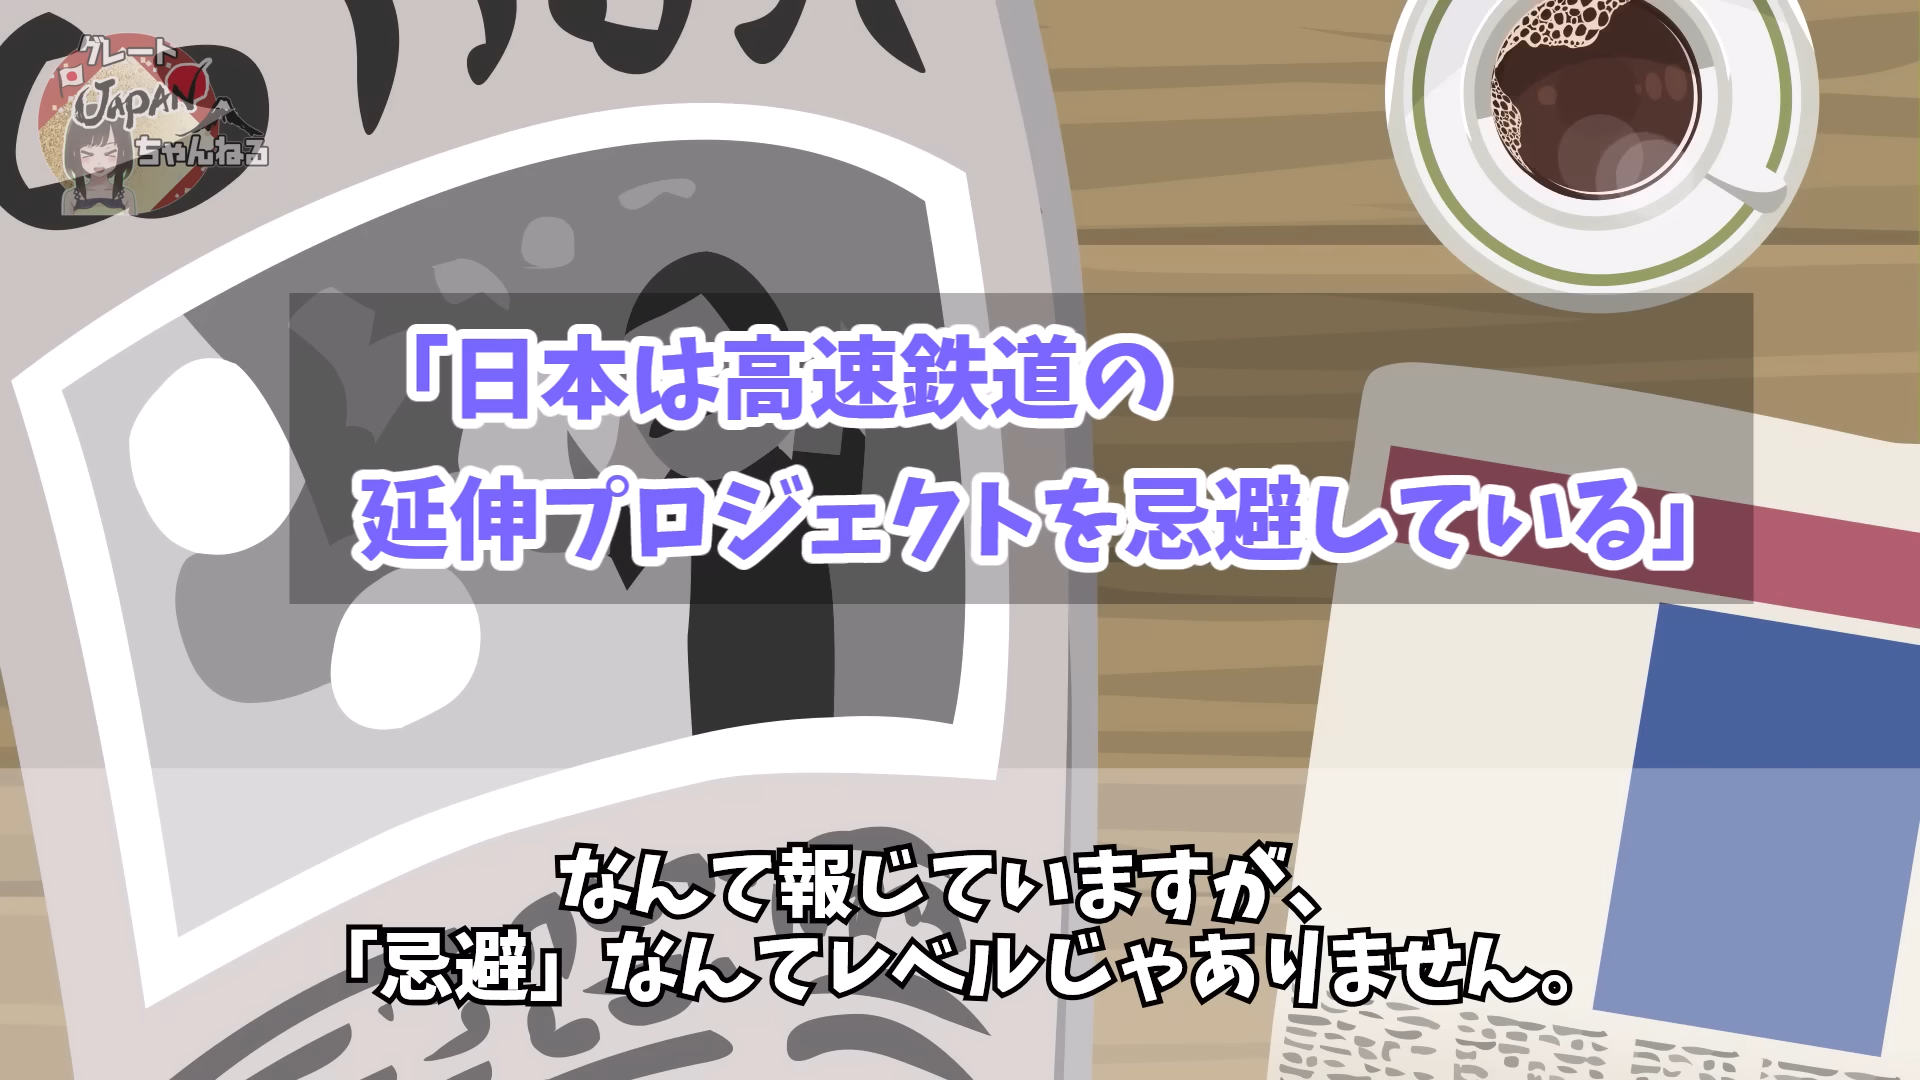 グレート
JAPAN
ちゃんねる
「日本は高速鉄道の
延伸プロジェクトを忌避している」
なんて報じていますが、
「忌避」なんてレベルじゃありません。